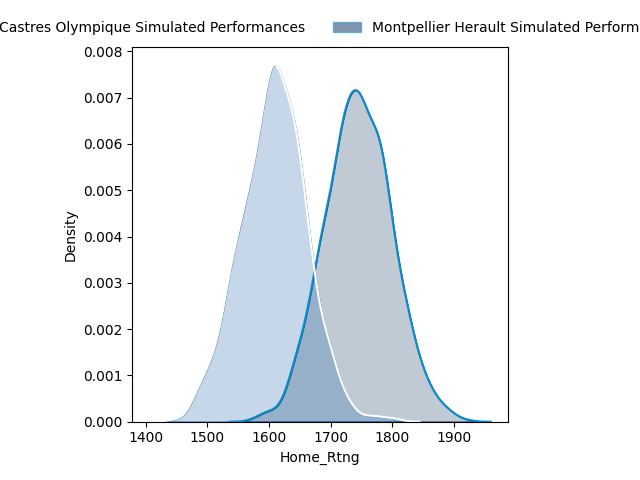 Castres Olympique Simulated Performances
Montpellier Herault Simulated Perform
0.008
0.007
0.006
0.005
0.004
0.003
0.002
0.001
0.000
Density
1400 1500 1600 1700 1800 1900
Home_Rtng